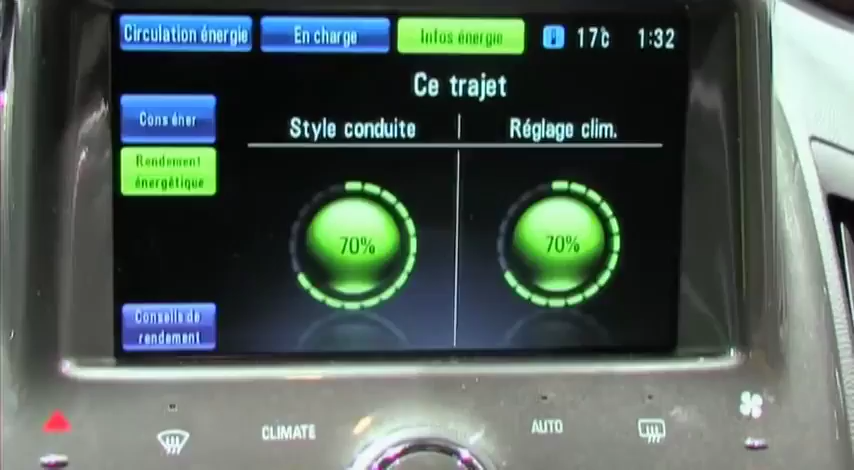 Circulation énergie
En charge
Infos énergie
17c
1:32
Ce trajet
Cons éner
Style conduite
Réglage clim.
Rendement
énergétique
70%
70%
Conseils de
rendement
CLIMATE
AUTO